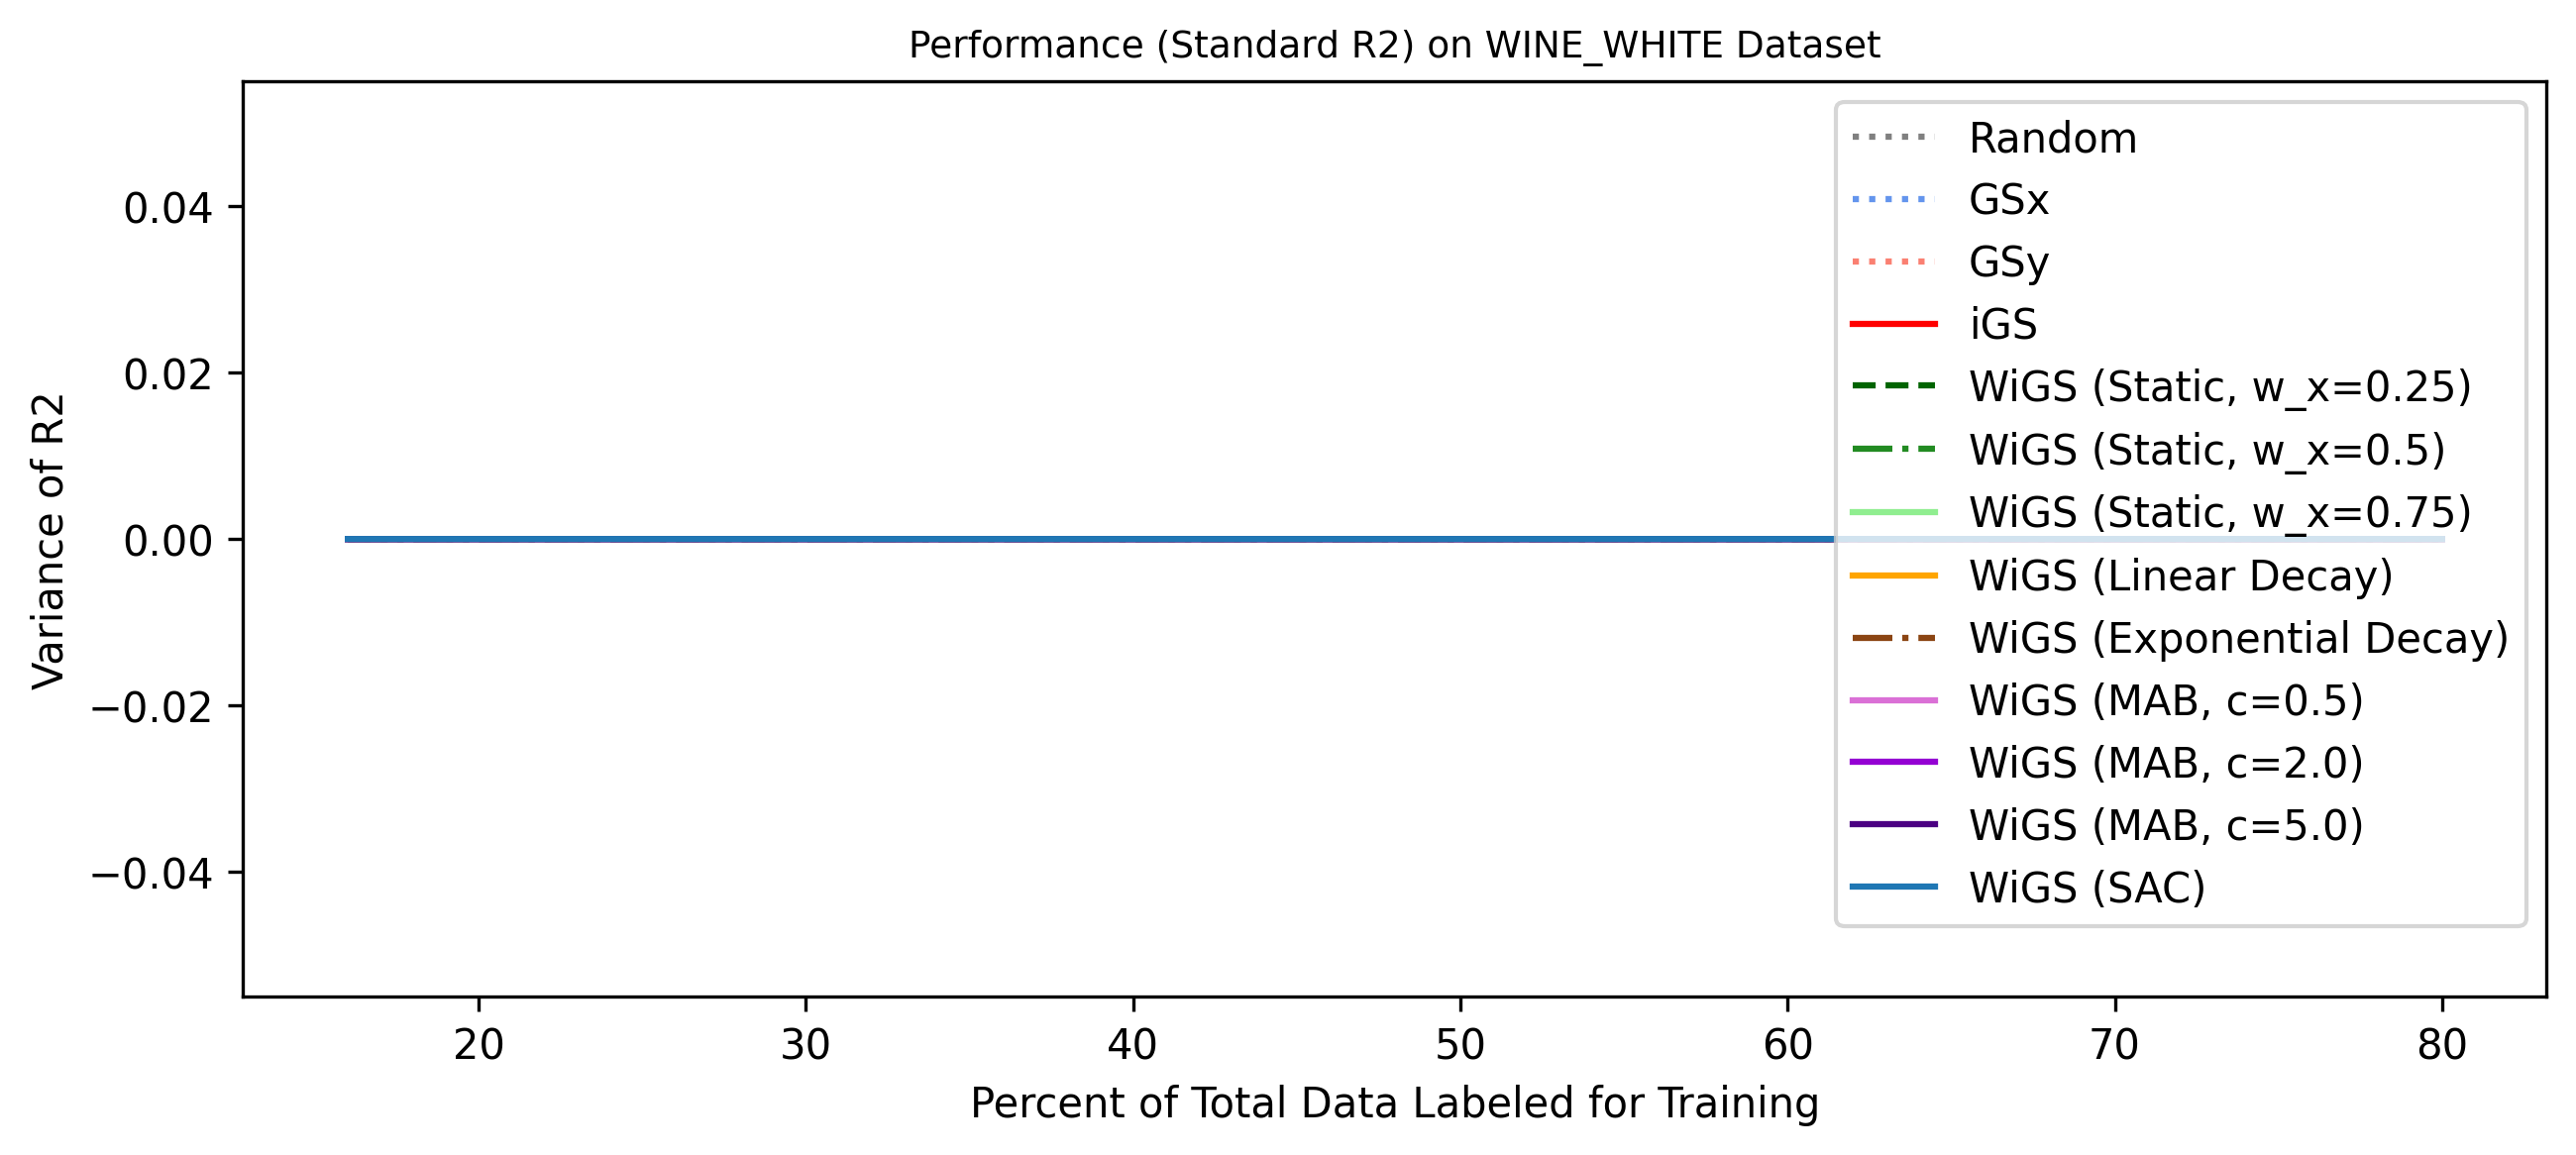 Performance (Standard R2) on WINE_WHITE Dataset
Variance of R2
0.04
0.02
0.00
−0.02
−0.04
Random
GSx
GSy
iGS
WiGS (Static, w_x=0.25)
WiGS (Static, w_x=0.5)
WiGS (Static, w_x=0.75)
WiGS (Linear Decay)
WiGS (Exponential Decay)
WiGS (MAB, c=0.5)
WiGS (MAB, c=2.0)
WiGS (MAB, c=5.0)
WiGS (SAC)
20 30 40 50 60 70 80
Percent of Total Data Labeled for Training